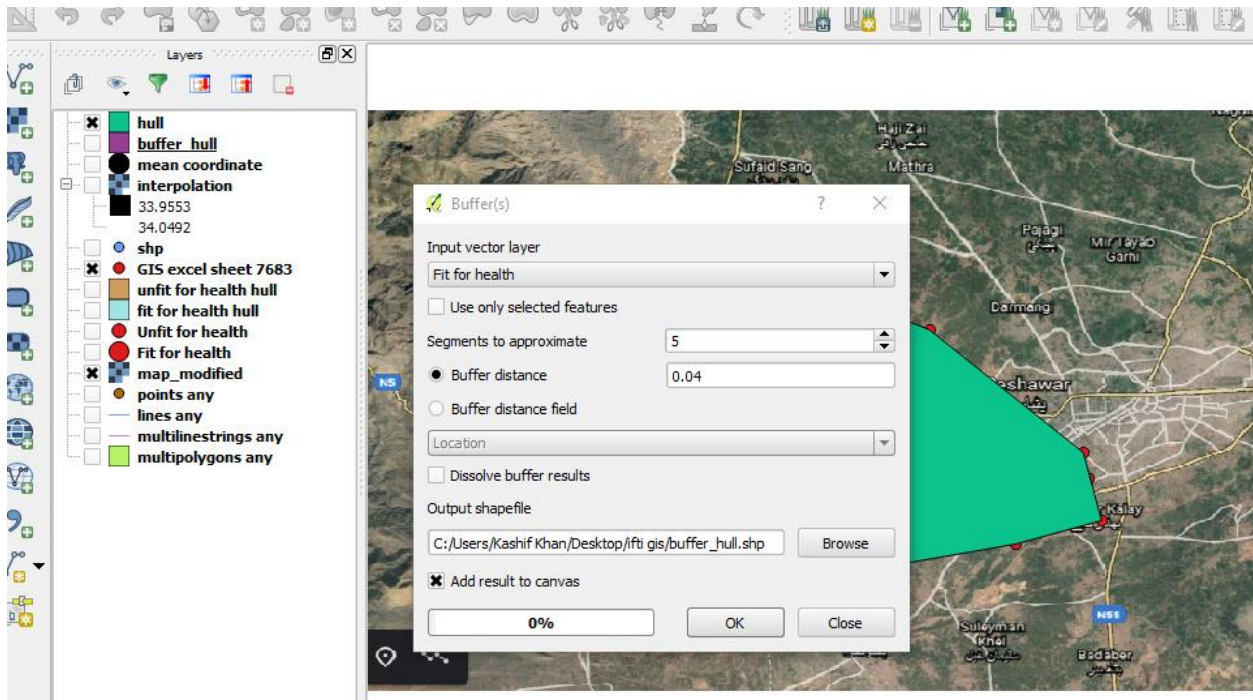 Layers
hull
buffer_hull
mean coordinate
interpolation
33.9553
34.0492
shp
GIS excel sheet 7683
unfit for health hull
fit for health hull
Unfit for health
Fit for health
map_modified
points any
lines any
multilinestrings any
multipolygons any
Buffer(s)
?
Input vector layer
Fit for health
Use only selected features
Segments to approximate
5
Buffer distance
0.04
Buffer distance field
Location
Dissolve buffer results
Output shapefile
C:/Users/Kashif Khan/Desktop/ifti gis/buffer_hull.shp
Browse
Add result to canvas
0%
OK
Close
Haji Zai
Sufaid Sang
Mathra
Pajagi
Garhi
Darmang
eshawar
Kalay
N5
N55
Suleyman
Khel
Badaber